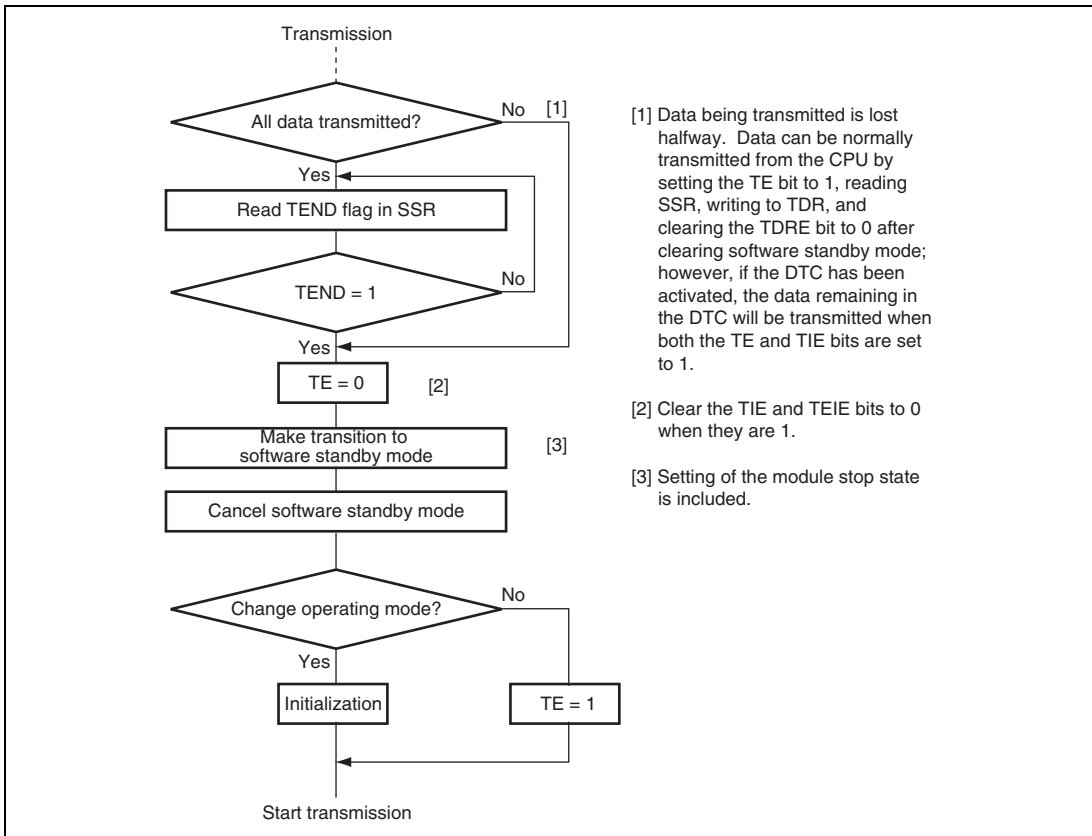 Transmission
All data transmitted?
No
[1]
Yes
Read TEND flag in SSR
TEND = 1
No
Yes
TE = 0
[2]
Make transition to
software standby mode
[3]
Cancel software standby mode
Change operating mode?
No
Yes
Initialization
TE = 1
Start transmission
[1] Data being transmitted is lost
halfway. Data can be normally
transmitted from the CPU by
setting the TE bit to 1, reading
SSR, writing to TDR, and
clearing the TDRE bit to 0 after
clearing software standby mode;
however, if the DTC has been
activated, the data remaining in
the DTC will be transmitted when
both the TE and TIE bits are set
to 1.
[2] Clear the TIE and TEIE bits to 0
when they are 1.
[3] Setting of the module stop state
is included.